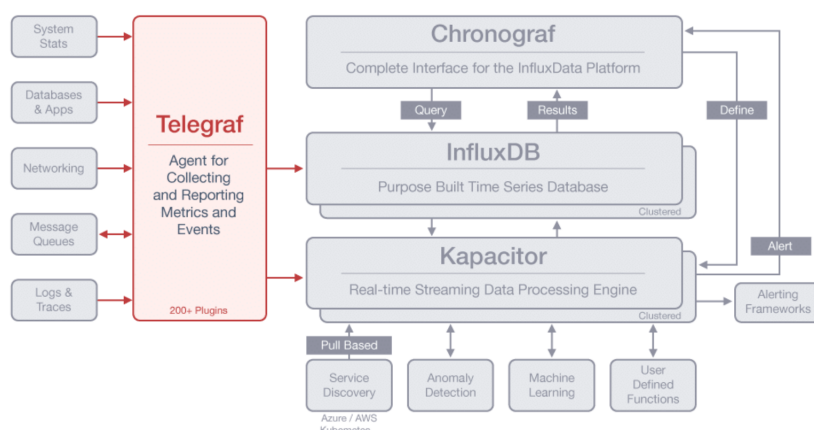 System
Stats
Databases
& Apps
Networking
Message
Queues
Logs &
Traces
Telegraf
Agent for
Collecting
and Reporting
Metrics and
Events
200+ Plugins
Chronograf
Complete Interface for the InfluxData Platform
Query
Results
Define
InfluxDB
Purpose Built Time Series Database
Clustered
Alert
Kapacitor
Real-time Streaming Data Processing Engine
Clustered
Alerting
Frameworks
Pull Based
Service
Discovery
Anomaly
Detection
Machine
Learning
User
Defined
Functions
Azure / AWS
Kubernetes